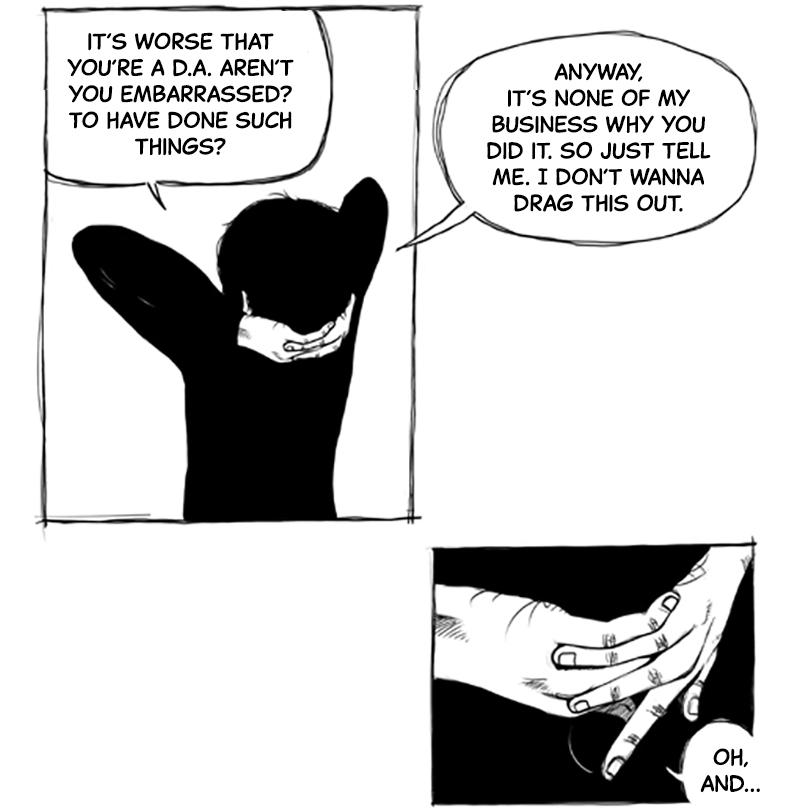 IT'S WORSE THAT
YOU'RE A D.A. AREN'T
YOU EMBARRASSED?
TO HAVE DONE SUCH
THINGS?
ANYWAY,
IT'S NONE OF MY
BUSINESS WHY YOU
DID IT. SO JUST TELL
ME. I DON'T WANNA
DRAG THIS OUT.
OH,
AND...